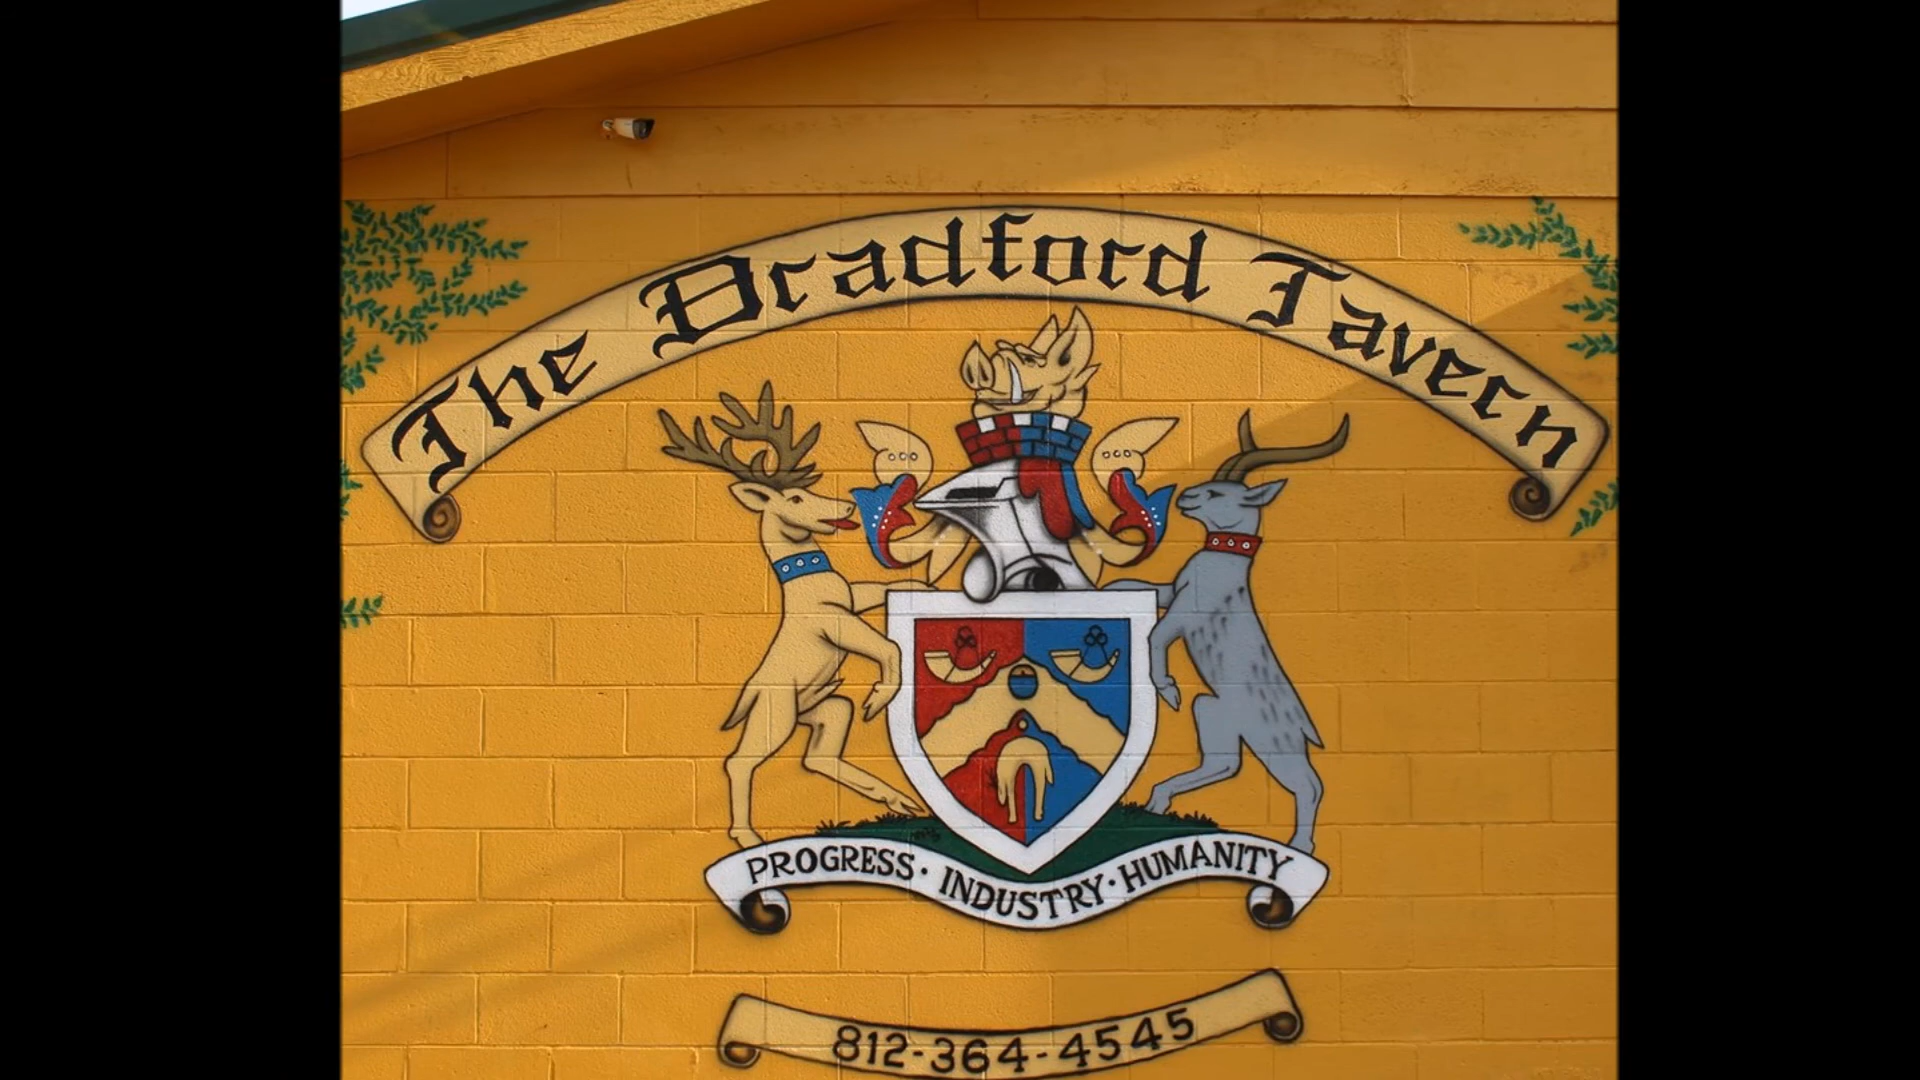 The Bradford Tavern
PROGRESS · INDUSTRY · HUMANITY
812-364-4545